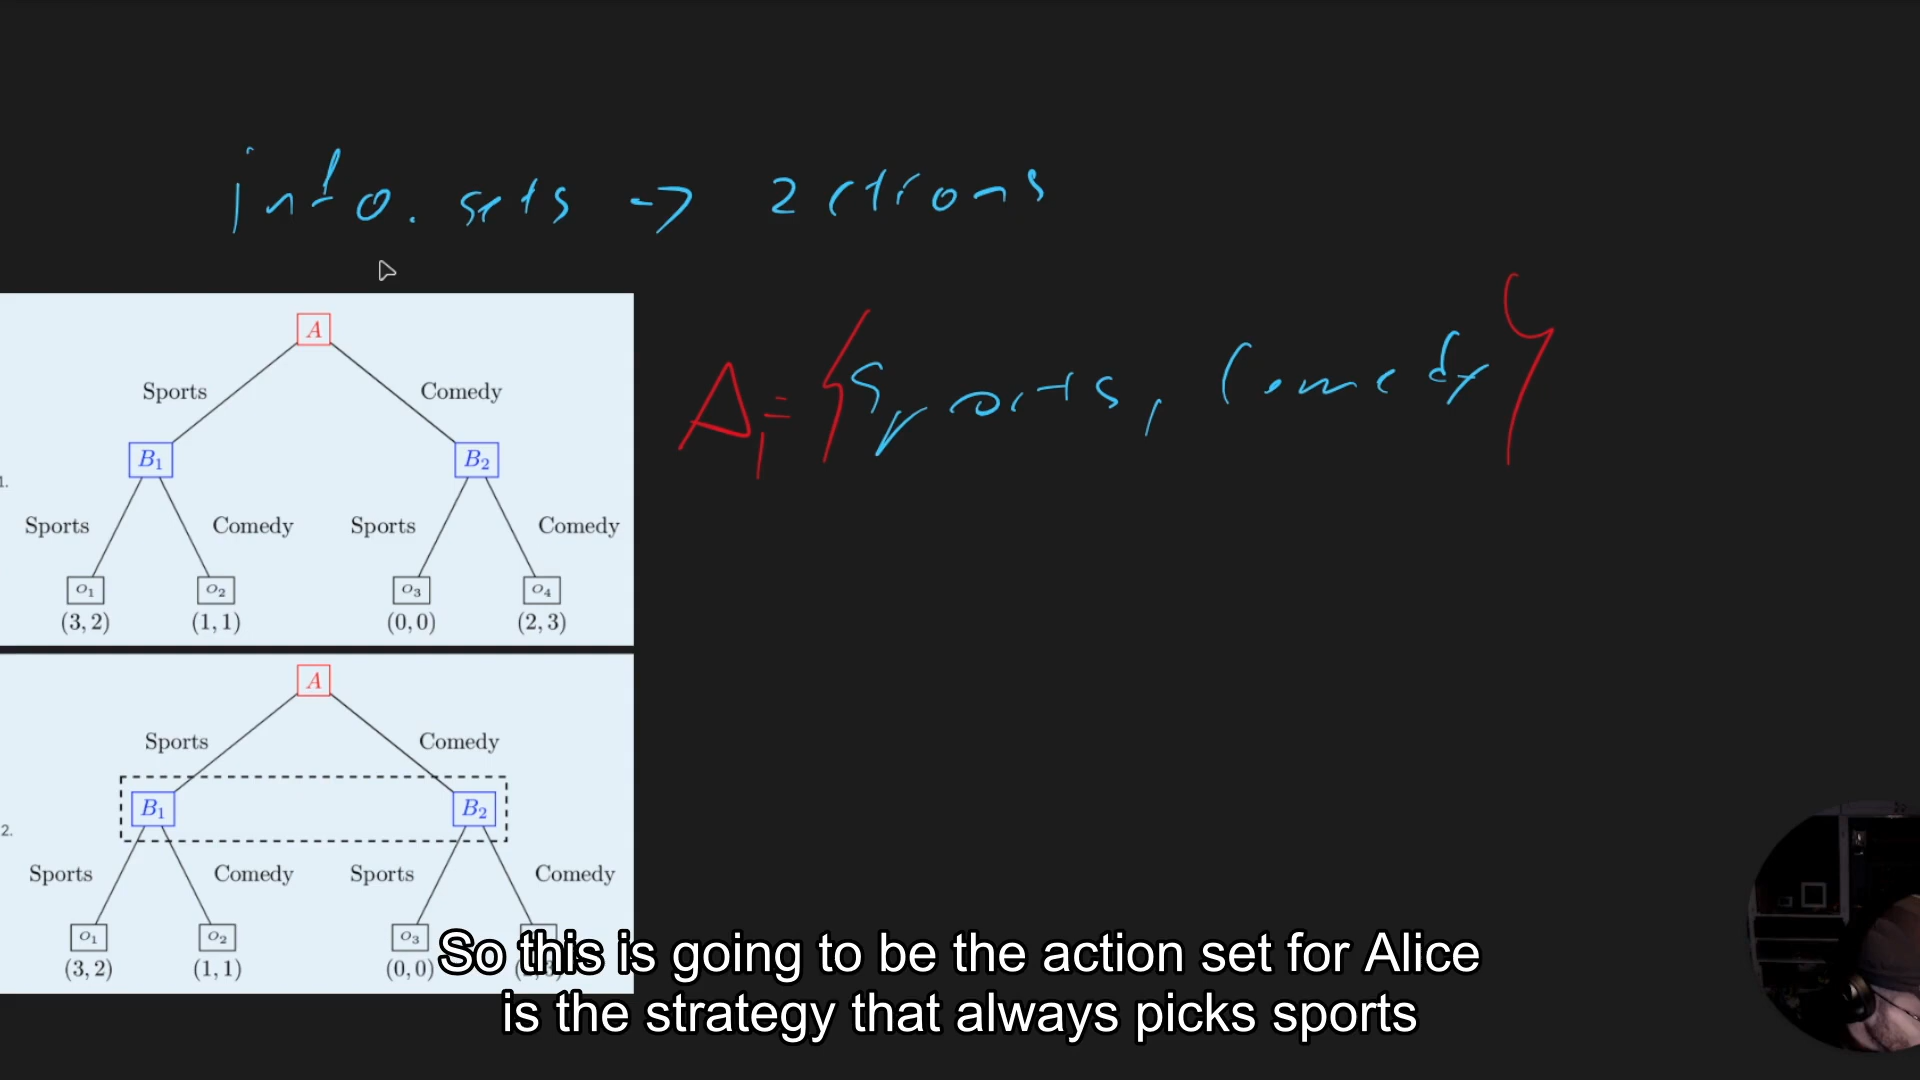 info. sets -> actions
A
Sports Comedy
B1 B2
1.
Sports Comedy Sports Comedy
o1 o2 o3 o4
(3, 2) (1, 1) (0, 0) (2, 3)
A1 = {Sports, Comedy}
A
Sports Comedy
B1 B2
2.
Sports Comedy Sports Comedy
o1 o2 o3
(3, 2) (1, 1) (0, 0)
So this is going to be the action set for Alice
is the strategy that always picks sports